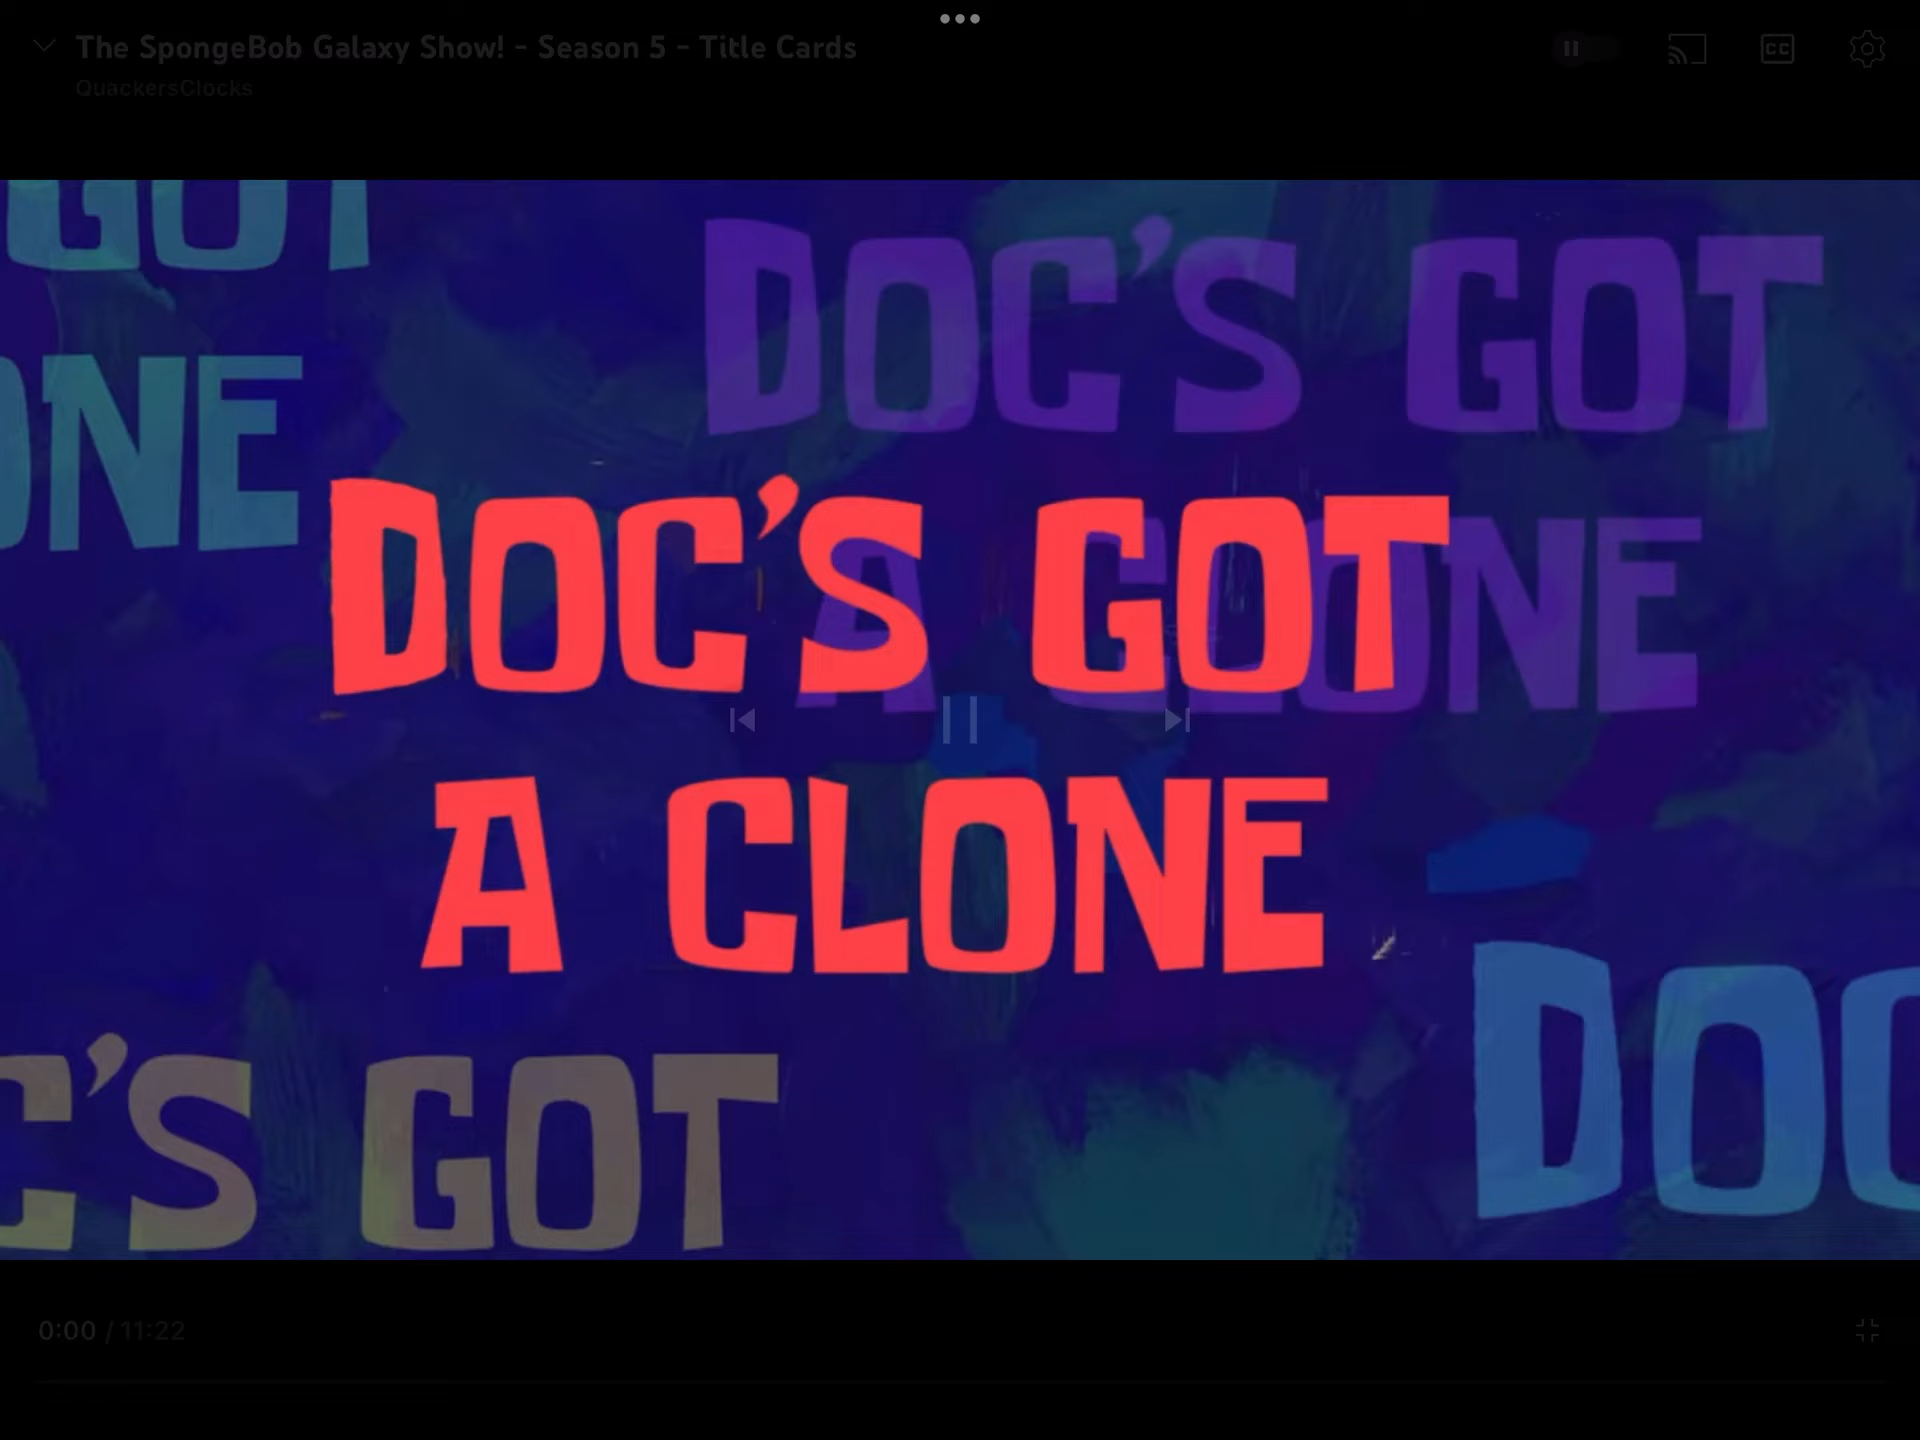 The SpongeBob Galaxy Show! - Season 5 - Title Cards
QuackersClocks
CC
GOT
ONE
DOC'S GOT
A CLONE
DOC'S GOT
A CLONE
C'S GOT
DOC
0:00 / 11:22